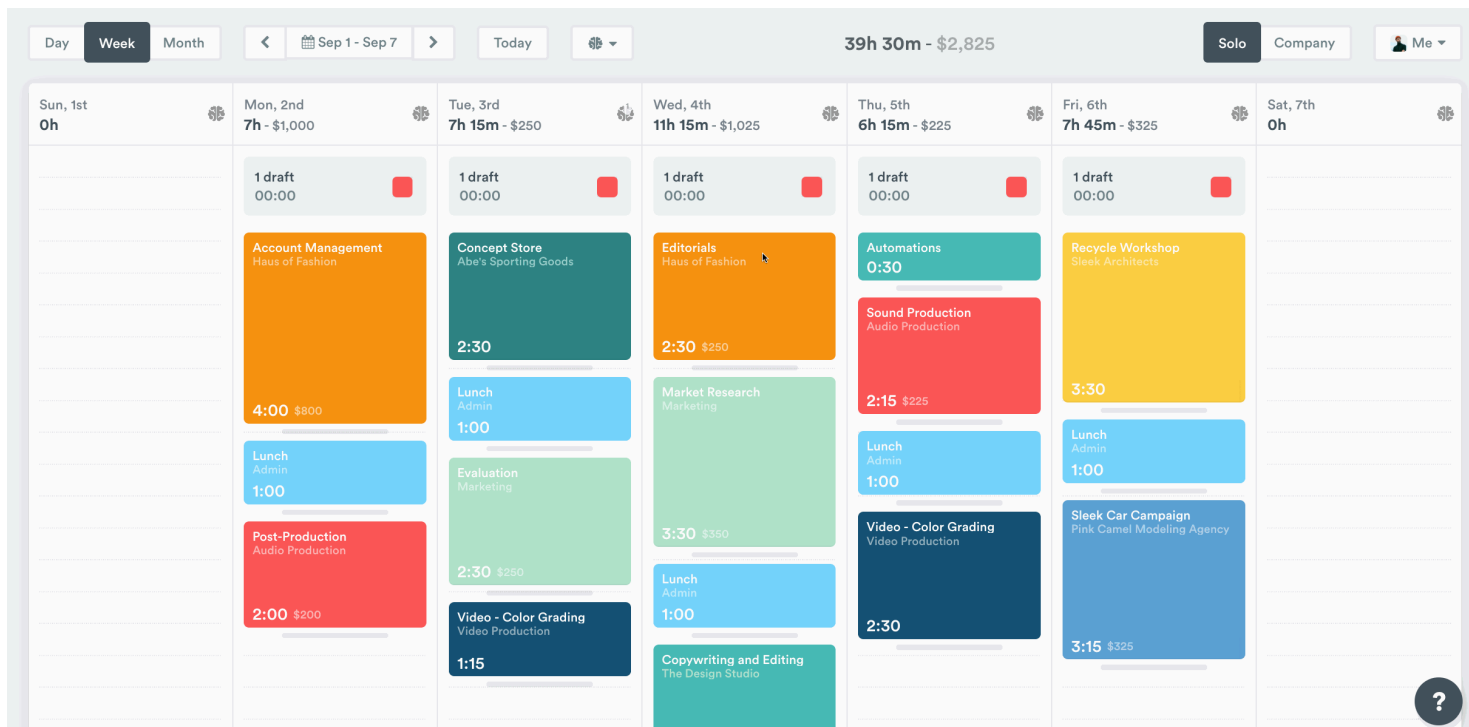 Day Week Month Sep 1 - Sep 7 Today 39h 30m - $2,825 Solo Company Me
Sun, 1st
0h
Mon, 2nd
7h - $1,000
Tue, 3rd
7h 15m - $250
Wed, 4th
11h 15m - $1,025
Thu, 5th
6h 15m - $225
Fri, 6th
7h 45m - $325
Sat, 7th
0h
1 draft
00:00
Account Management
Haus of Fashion
4:00 $800
Lunch
Admin
1:00
Post-Production
Audio Production
2:00 $200
1 draft
00:00
Concept Store
Abe's Sporting Goods
2:30
Lunch
Admin
1:00
Evaluation
Marketing
2:30 $250
Video - Color Grading
Video Production
1:15
1 draft
00:00
Editorials
Haus of Fashion
2:30 $250
Market Research
Marketing
3:30 $350
Lunch
Admin
1:00
Copywriting and Editing
The Design Studio
1 draft
00:00
Automations
0:30
Sound Production
Audio Production
2:15 $225
Lunch
Admin
1:00
Video - Color Grading
Video Production
2:30
1 draft
00:00
Recycle Workshop
Sleek Architects
3:30
Lunch
Admin
1:00
Sleek Car Campaign
Pink Camel Modeling Agency
3:15 $325
?